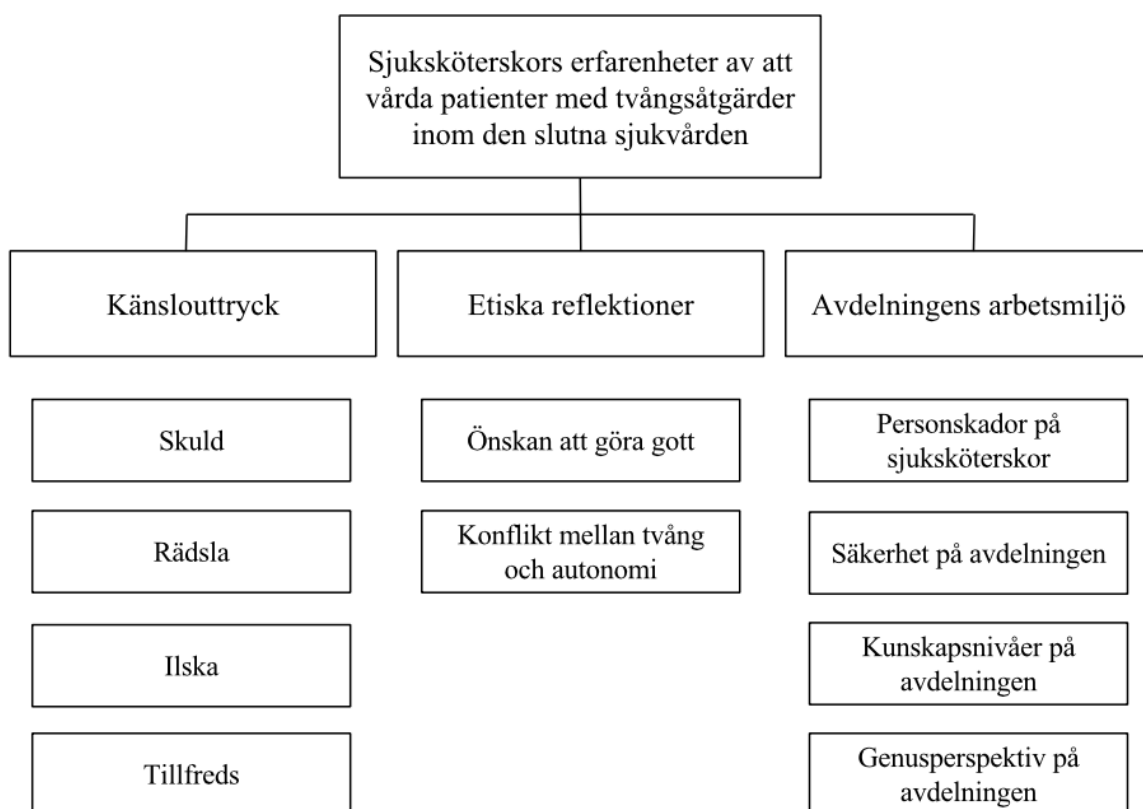 Sjuksköterskors erfarenheter av att
vårda patienter med tvångsåtgärder
inom den slutna sjukvården
Känslouttryck
Etiska reflektioner
Avdelningens arbetsmiljö
Skuld
Önskan att göra gott
Personskador på
sjuksköterskor
Rädsla
Konflikt mellan tvång
och autonomi
Säkerhet på avdelningen
Ilska
Kunskapsnivåer på
avdelningen
Tillfreds
Genusperspektiv på
avdelningen